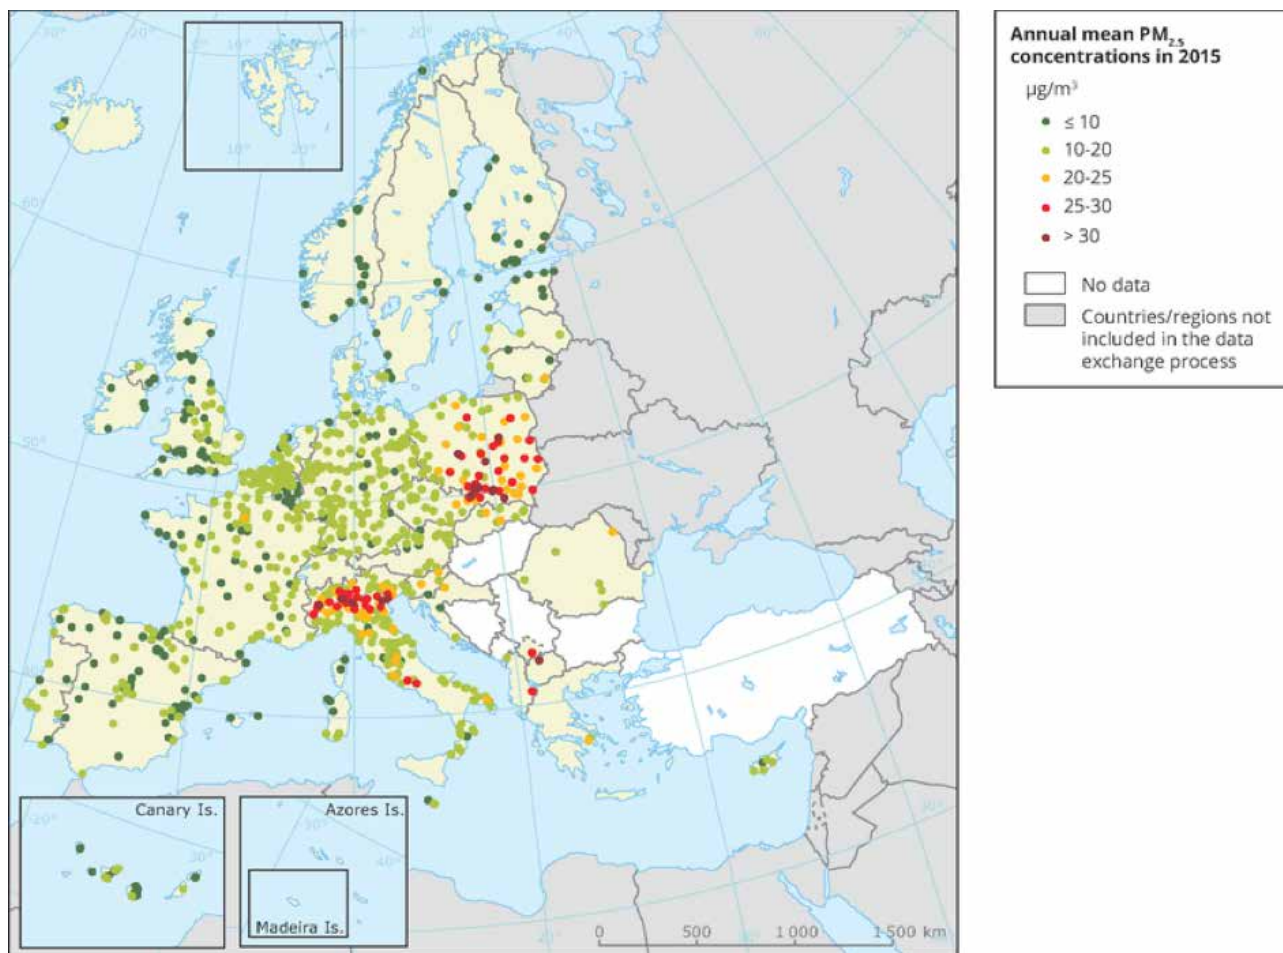 Annual mean PM2.5
concentrations in 2015
µg/m³
≤ 10
10-20
20-25
25-30
> 30
No data
Countries/regions not
included in the data
exchange process
Canary Is.
Azores Is.
Madeira Is.
0 500 1 000 1 500 km